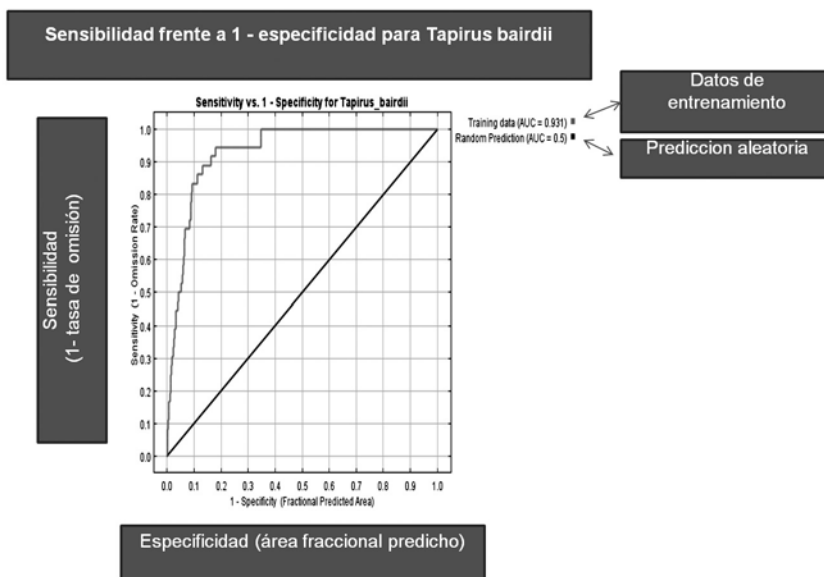 Sensibilidad frente a 1 - especificidad para Tapirus bairdii
Datos de
entrenamiento
Prediccion aleatoria
Sensitivity vs. 1 - Specificity for Tapirus_bairdii
Training data (AUC = 0.931)
Random Prediction (AUC = 0.5)
Sensibilidad
(1- tasa de omisión)
Sensitivity (1 - Omission Rate)
1.0
0.9
0.8
0.7
0.6
0.5
0.4
0.3
0.2
0.1
0.0
0.0 0.1 0.2 0.3 0.4 0.5 0.6 0.7 0.8 0.9 1.0
1 - Specificity (Fractional Predicted Area)
Especificidad (área fraccional predicho)